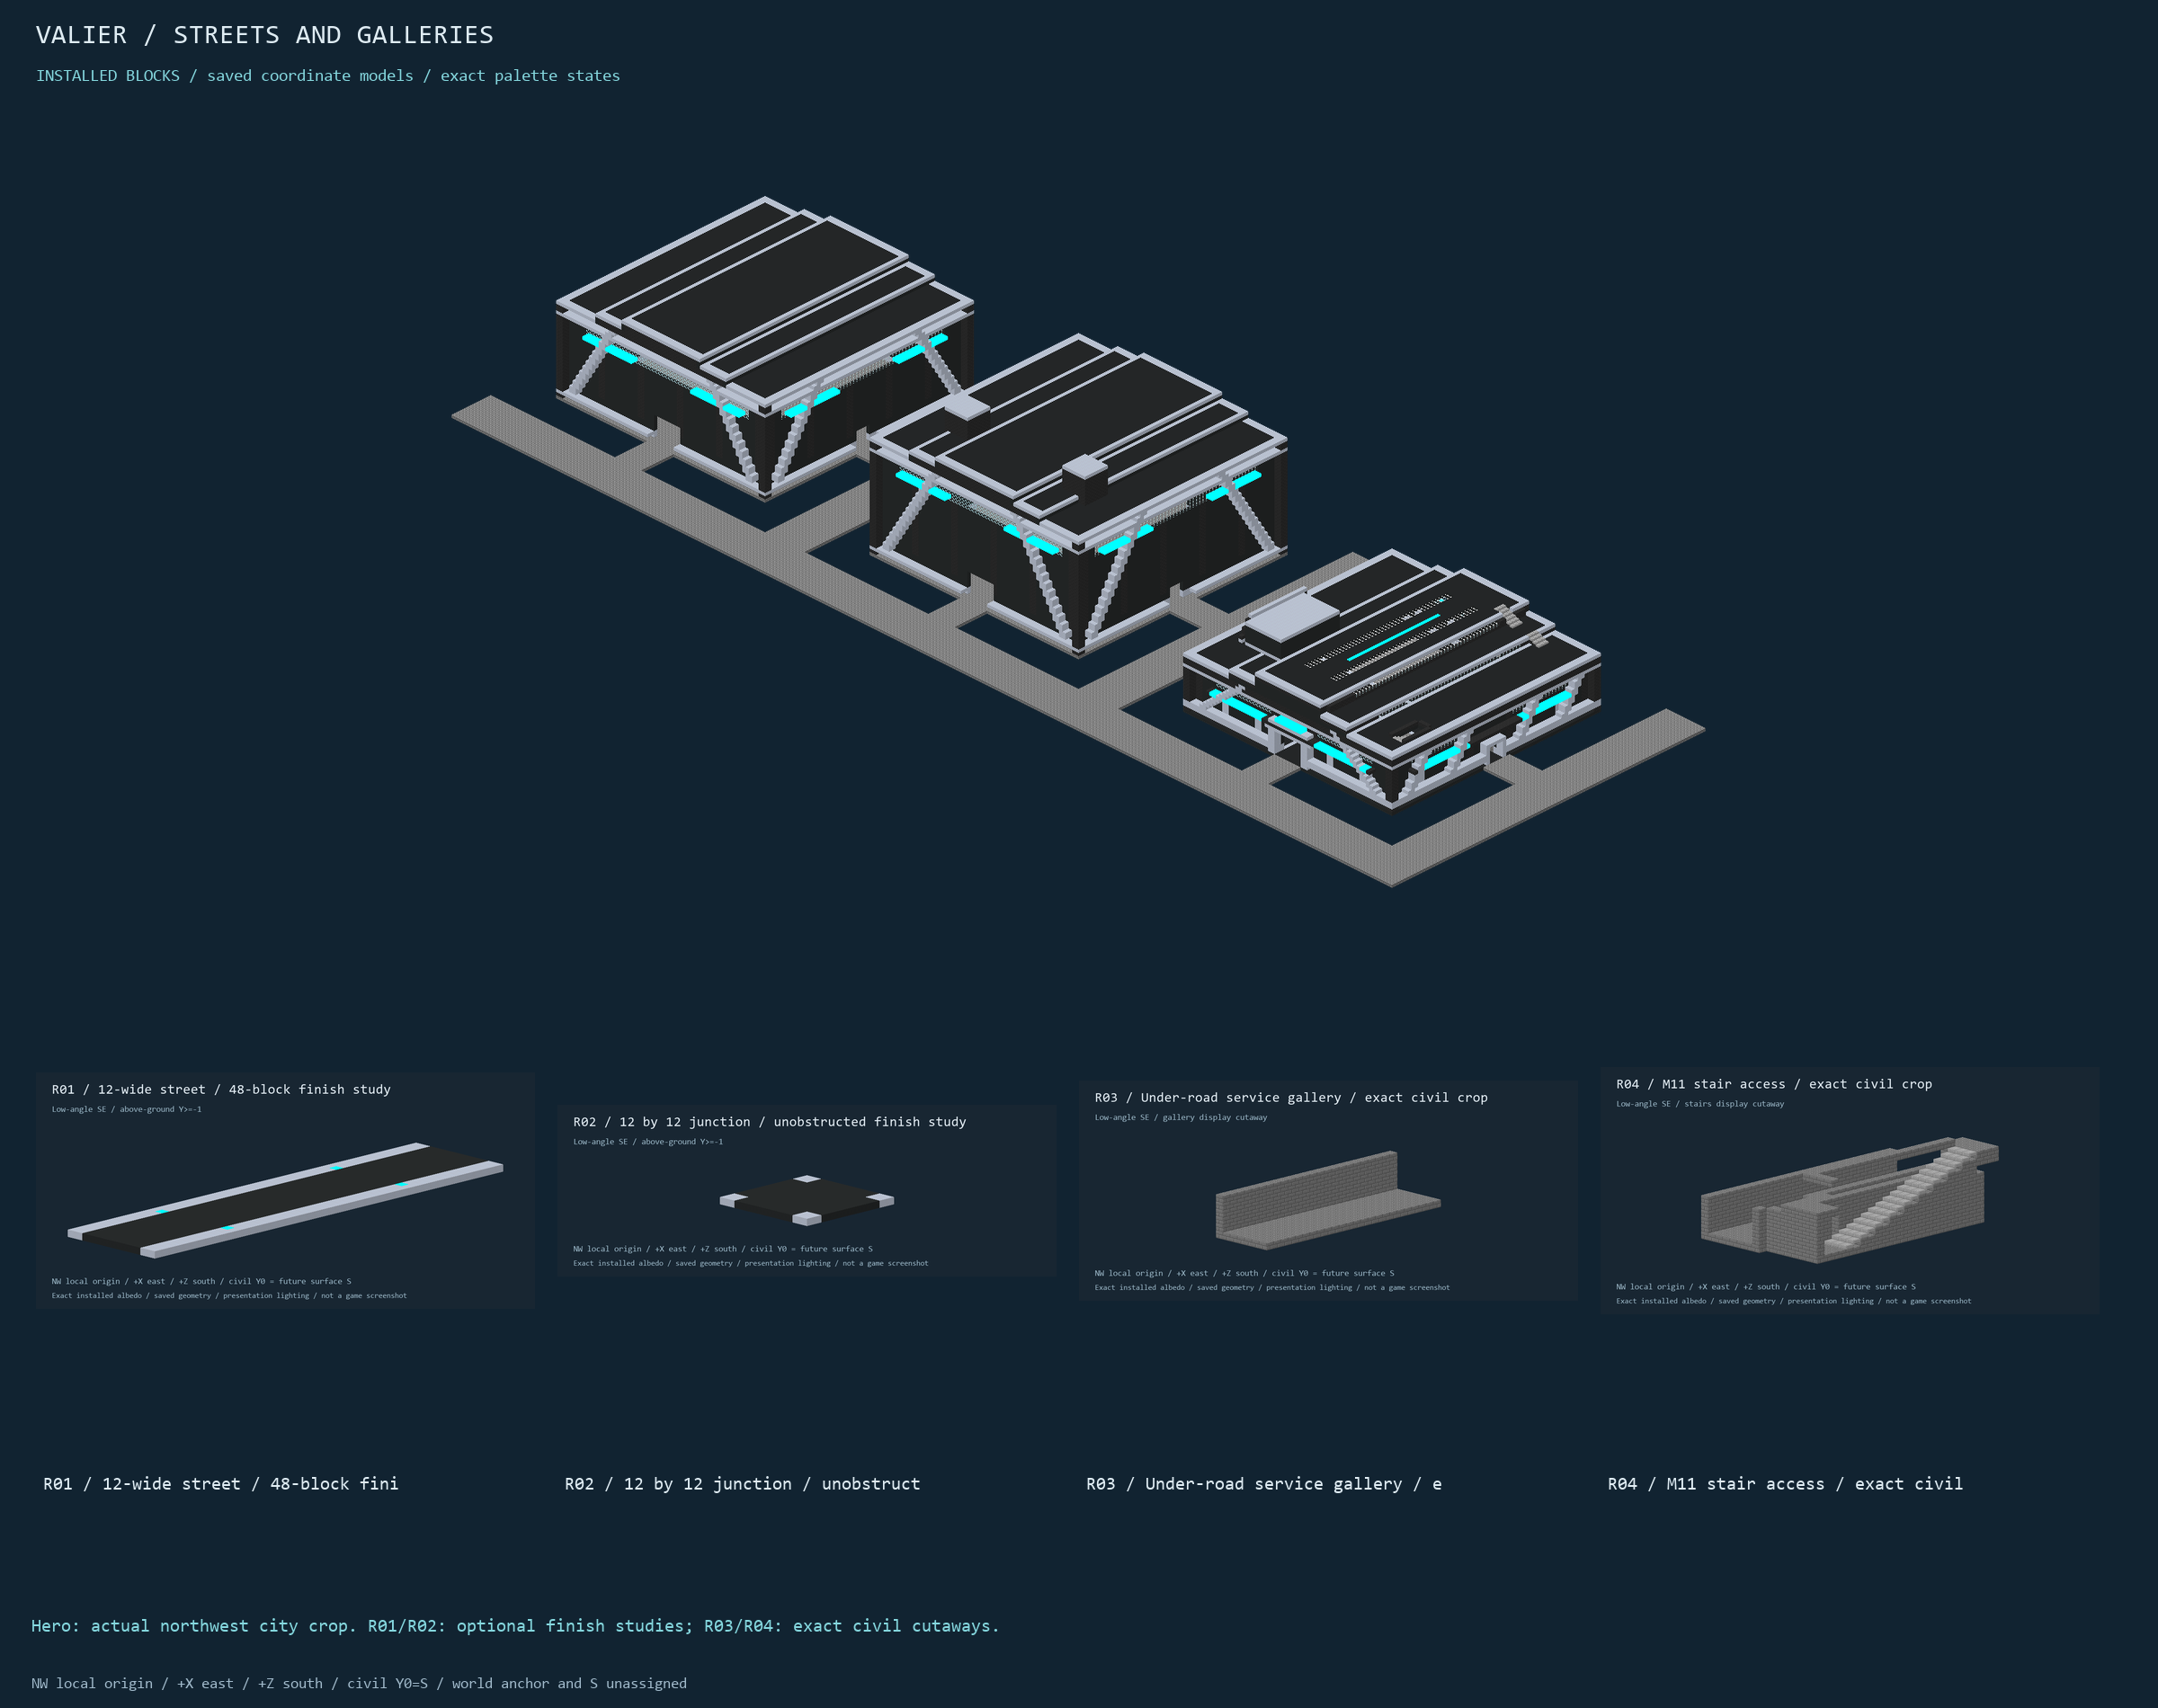 VALIER / STREETS AND GALLERIES
INSTALLED BLOCKS / saved coordinate models / exact palette states
R01 / 12-wide street / 48-block finish study
Low-angle SE / above-ground Y>=-1
NW local origin / +X east / +Z south / civil Y0 = future surface S
Exact installed albedo / saved geometry / presentation lighting / not a game screenshot
R02 / 12 by 12 junction / unobstructed finish study
Low-angle SE / above-ground Y>=-1
NW local origin / +X east / +Z south / civil Y0 = future surface S
Exact installed albedo / saved geometry / presentation lighting / not a game screenshot
R03 / Under-road service gallery / exact civil crop
Low-angle SE / gallery display cutaway
NW local origin / +X east / +Z south / civil Y0 = future surface S
Exact installed albedo / saved geometry / presentation lighting / not a game screenshot
R04 / M11 stair access / exact civil crop
Low-angle SE / stairs display cutaway
NW local origin / +X east / +Z south / civil Y0 = future surface S
Exact installed albedo / saved geometry / presentation lighting / not a game screenshot
R01 / 12-wide street / 48-block fini
R02 / 12 by 12 junction / unobstruct
R03 / Under-road service gallery / e
R04 / M11 stair access / exact civil
Hero: actual northwest city crop. R01/R02: optional finish studies; R03/R04: exact civil cutaways.
NW local origin / +X east / +Z south / civil Y0=S / world anchor and S unassigned